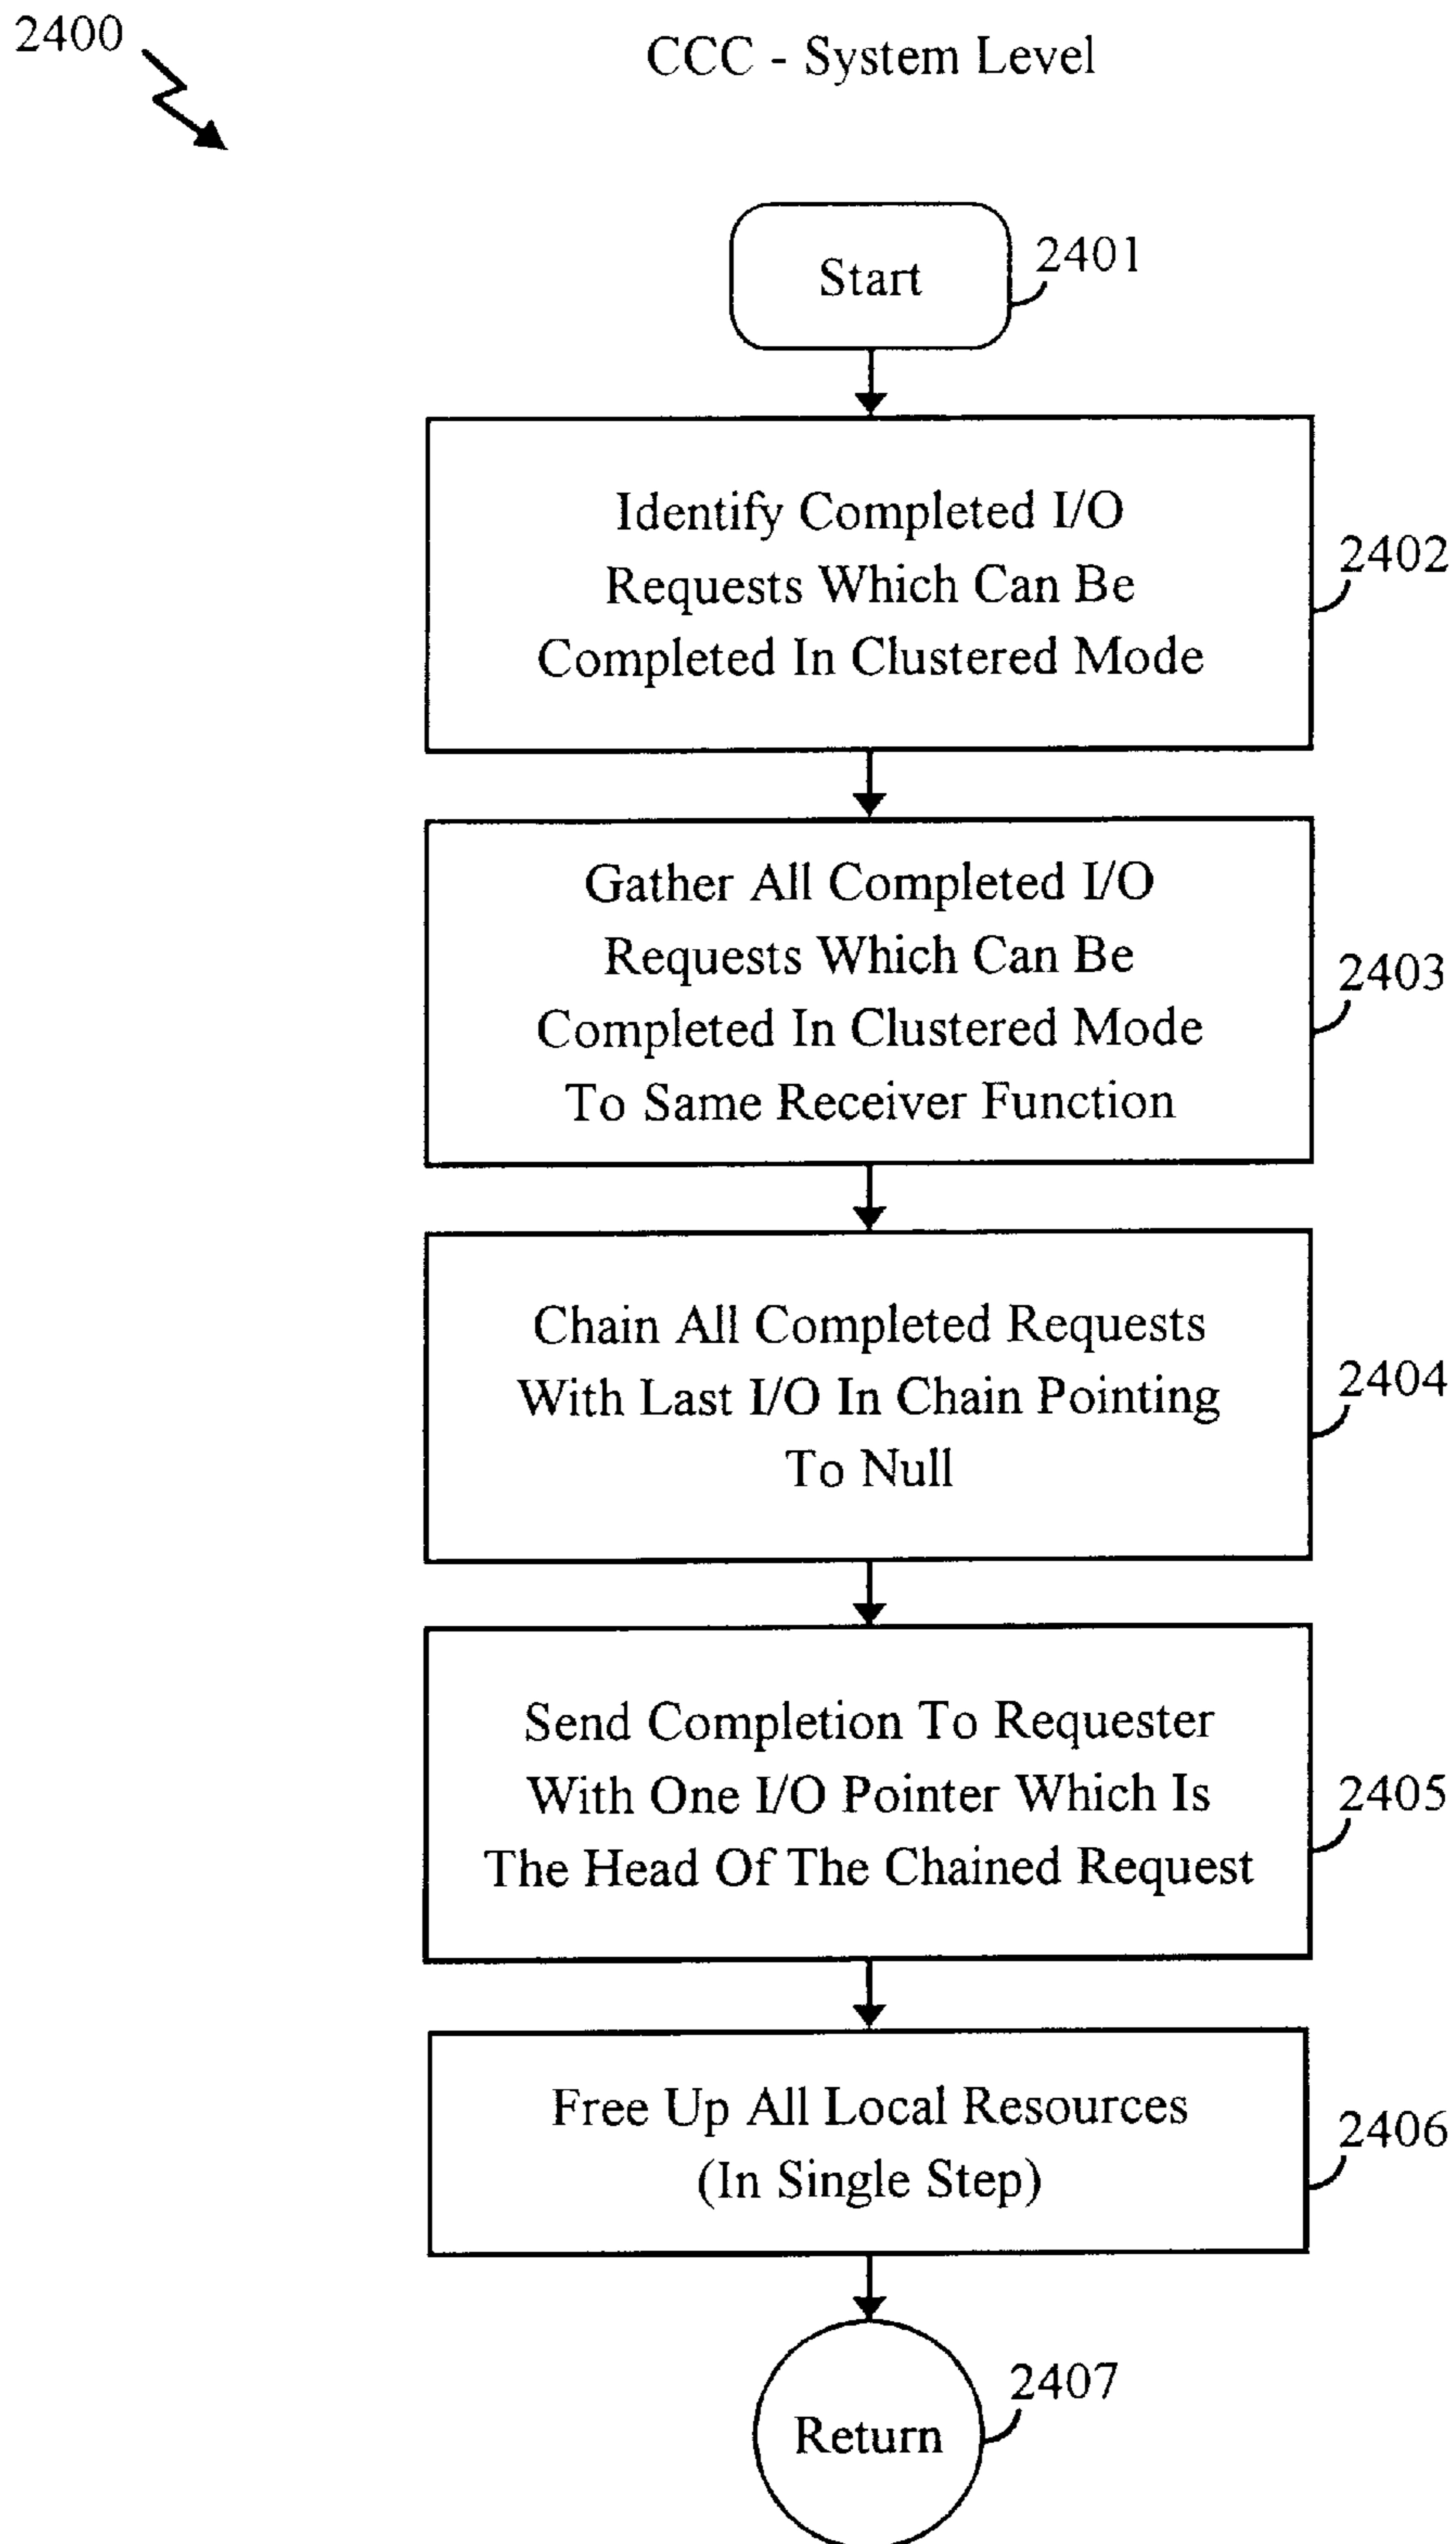 2400
CCC - System Level
Start
2401
Identify Completed I/O
Requests Which Can Be
Completed In Clustered Mode
2402
Gather All Completed I/O
Requests Which Can Be
Completed In Clustered Mode
To Same Receiver Function
2403
Chain All Completed Requests
With Last I/O In Chain Pointing
To Null
2404
Send Completion To Requester
With One I/O Pointer Which Is
The Head Of The Chained Request
2405
Free Up All Local Resources
(In Single Step)
2406
Return
2407